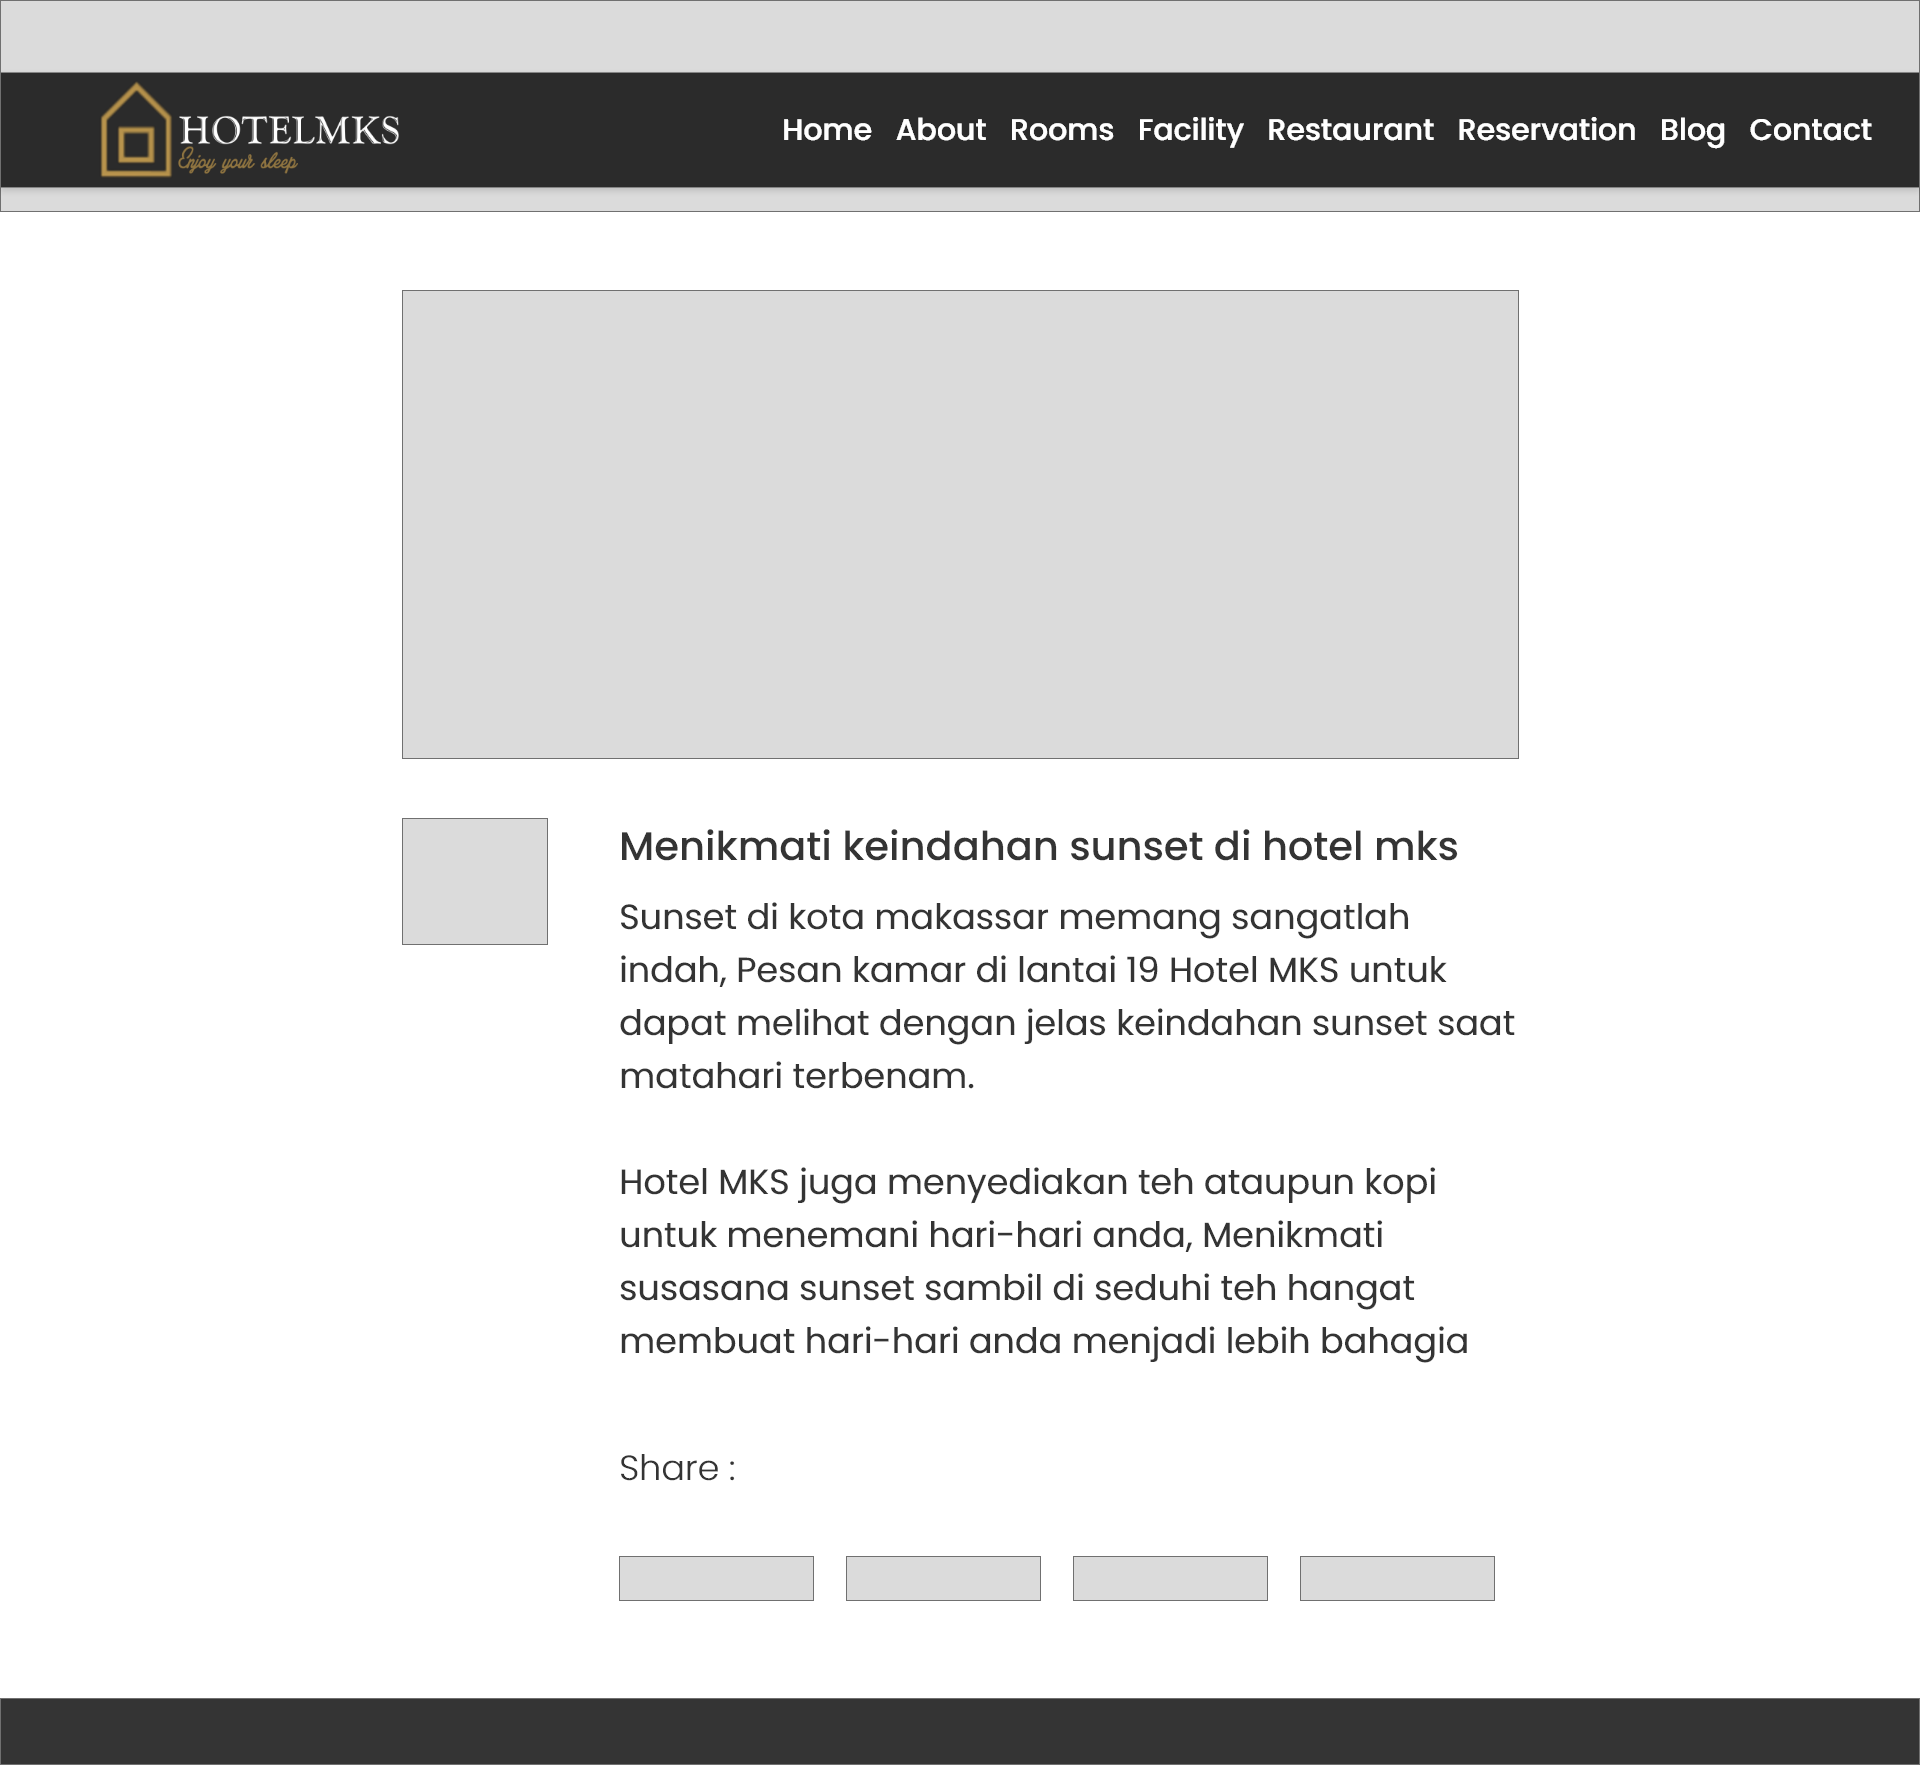 HOTELMKS
Enjoy your sleep
Home About Rooms Facility Restaurant Reservation Blog Contact
Menikmati keindahan sunset di hotel mks
Sunset di kota makassar memang sangatlah
indah, Pesan kamar di lantai 19 Hotel MKS untuk
dapat melihat dengan jelas keindahan sunset saat
matahari terbenam.
Hotel MKS juga menyediakan teh ataupun kopi
untuk menemani hari-hari anda, Menikmati
susasana sunset sambil di seduhi teh hangat
membuat hari-hari anda menjadi lebih bahagia
Share :